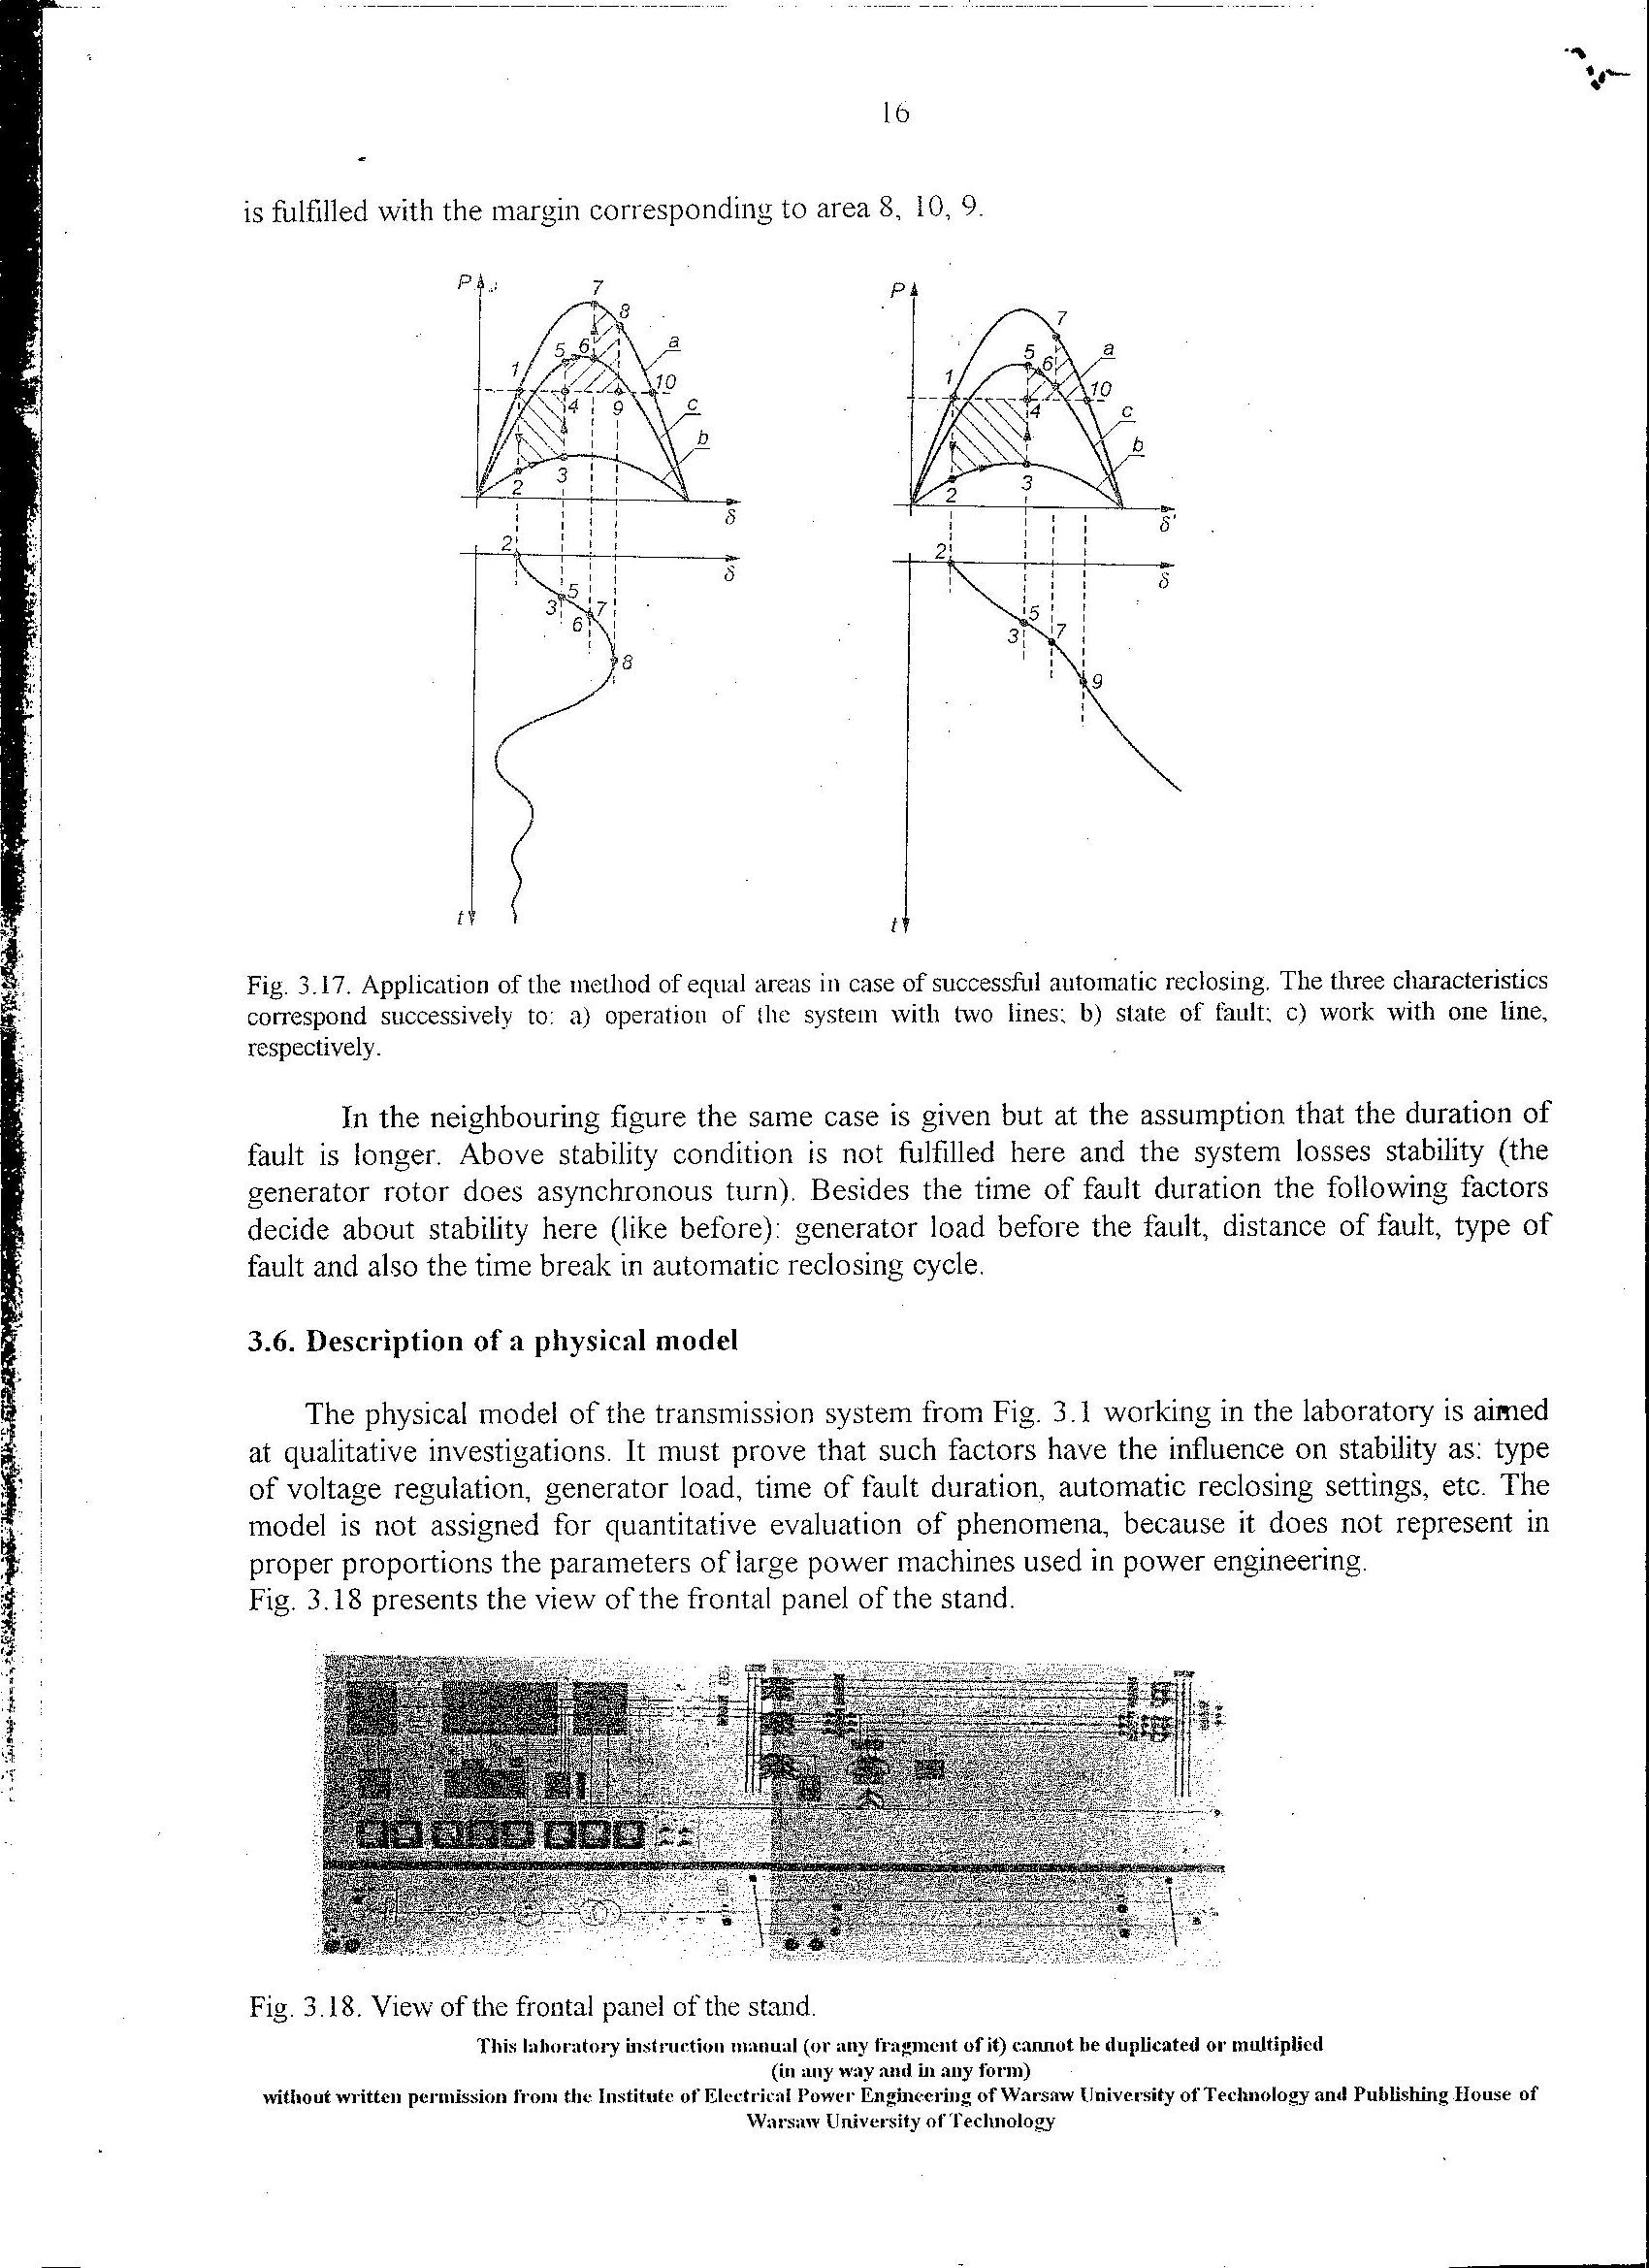 16
is fulfilled with the margin corresponding to area 8, 10, 9.
P
7
8
5
6
a
1
10
4
9
c
b
3
2
δ
2
δ
5
3
7
6
8
t
P
7
5
a
6
1
10
4
c
b
3
2
δ'
2
δ
5
3
7
9
t
Fig. 3.17. Application of the method of equal areas in case of successful automatic reclosing. The three characteristics
correspond successively to: a) operation of the system with two lines; b) state of fault; c) work with one line,
respectively.
In the neighbouring figure the same case is given but at the assumption that the duration of
fault is longer. Above stability condition is not fulfilled here and the system losses stability (the
generator rotor does asynchronous turn). Besides the time of fault duration the following factors
decide about stability here (like before): generator load before the fault, distance of fault, type of
fault and also the time break in automatic reclosing cycle.
3.6. Description of a physical model
The physical model of the transmission system from Fig. 3.1 working in the laboratory is aimed
at qualitative investigations. It must prove that such factors have the influence on stability as: type
of voltage regulation, generator load, time of fault duration, automatic reclosing settings, etc. The
model is not assigned for quantitative evaluation of phenomena, because it does not represent in
proper proportions the parameters of large power machines used in power engineering.
Fig. 3.18 presents the view of the frontal panel of the stand.
Fig. 3.18. View of the frontal panel of the stand.
This laboratory instruction manual (or any fragment of it) cannot be duplicated or multiplied
(in any way and in any form)
without written permission from the Institute of Electrical Power Engineering of Warsaw University of Technology and Publishing House of
Warsaw University of Technology